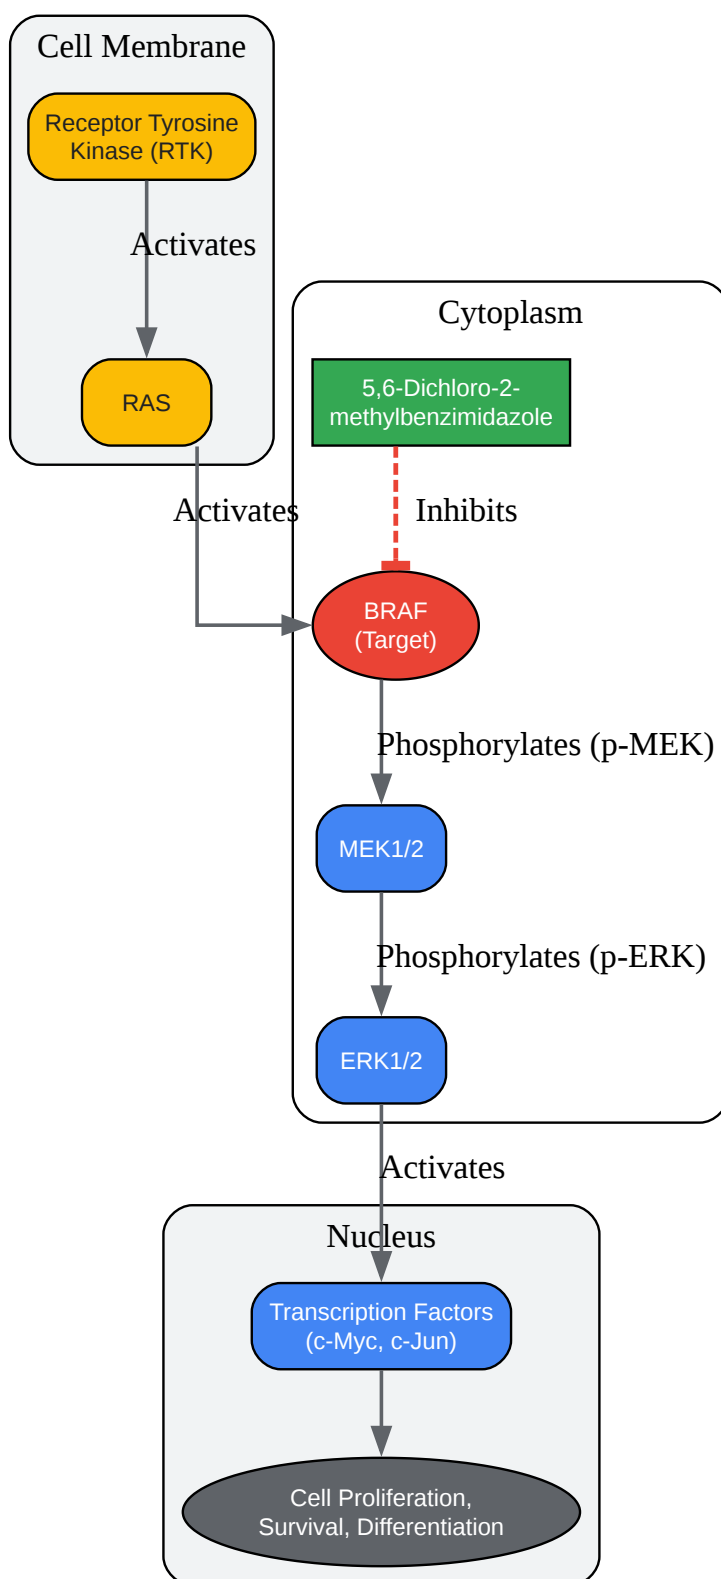 Cell Membrane
Receptor Tyrosine
Kinase (RTK)
Activates
RAS
Cytoplasm
5,6-Dichloro-2-
methylbenzimidazole
Activates
Inhibits
BRAF
(Target)
Phosphorylates (p-MEK)
MEK1/2
Phosphorylates (p-ERK)
ERK1/2
Activates
Nucleus
Transcription Factors
(c-Myc, c-Jun)
Cell Proliferation,
Survival, Differentiation